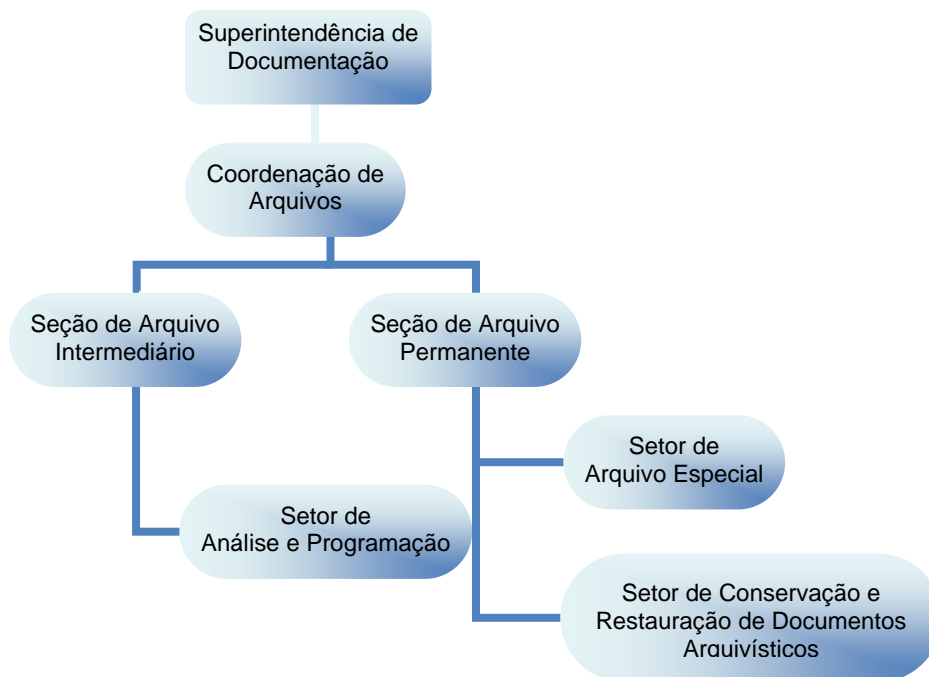 Superintendência de
Documentação
Coordenação de
Arquivos
Seção de Arquivo
Intermediário
Seção de Arquivo
Permanente
Setor de
Arquivo Especial
Setor de
Análise e Programação
Setor de Conservação e
Restauração de Documentos
Arquivísticos